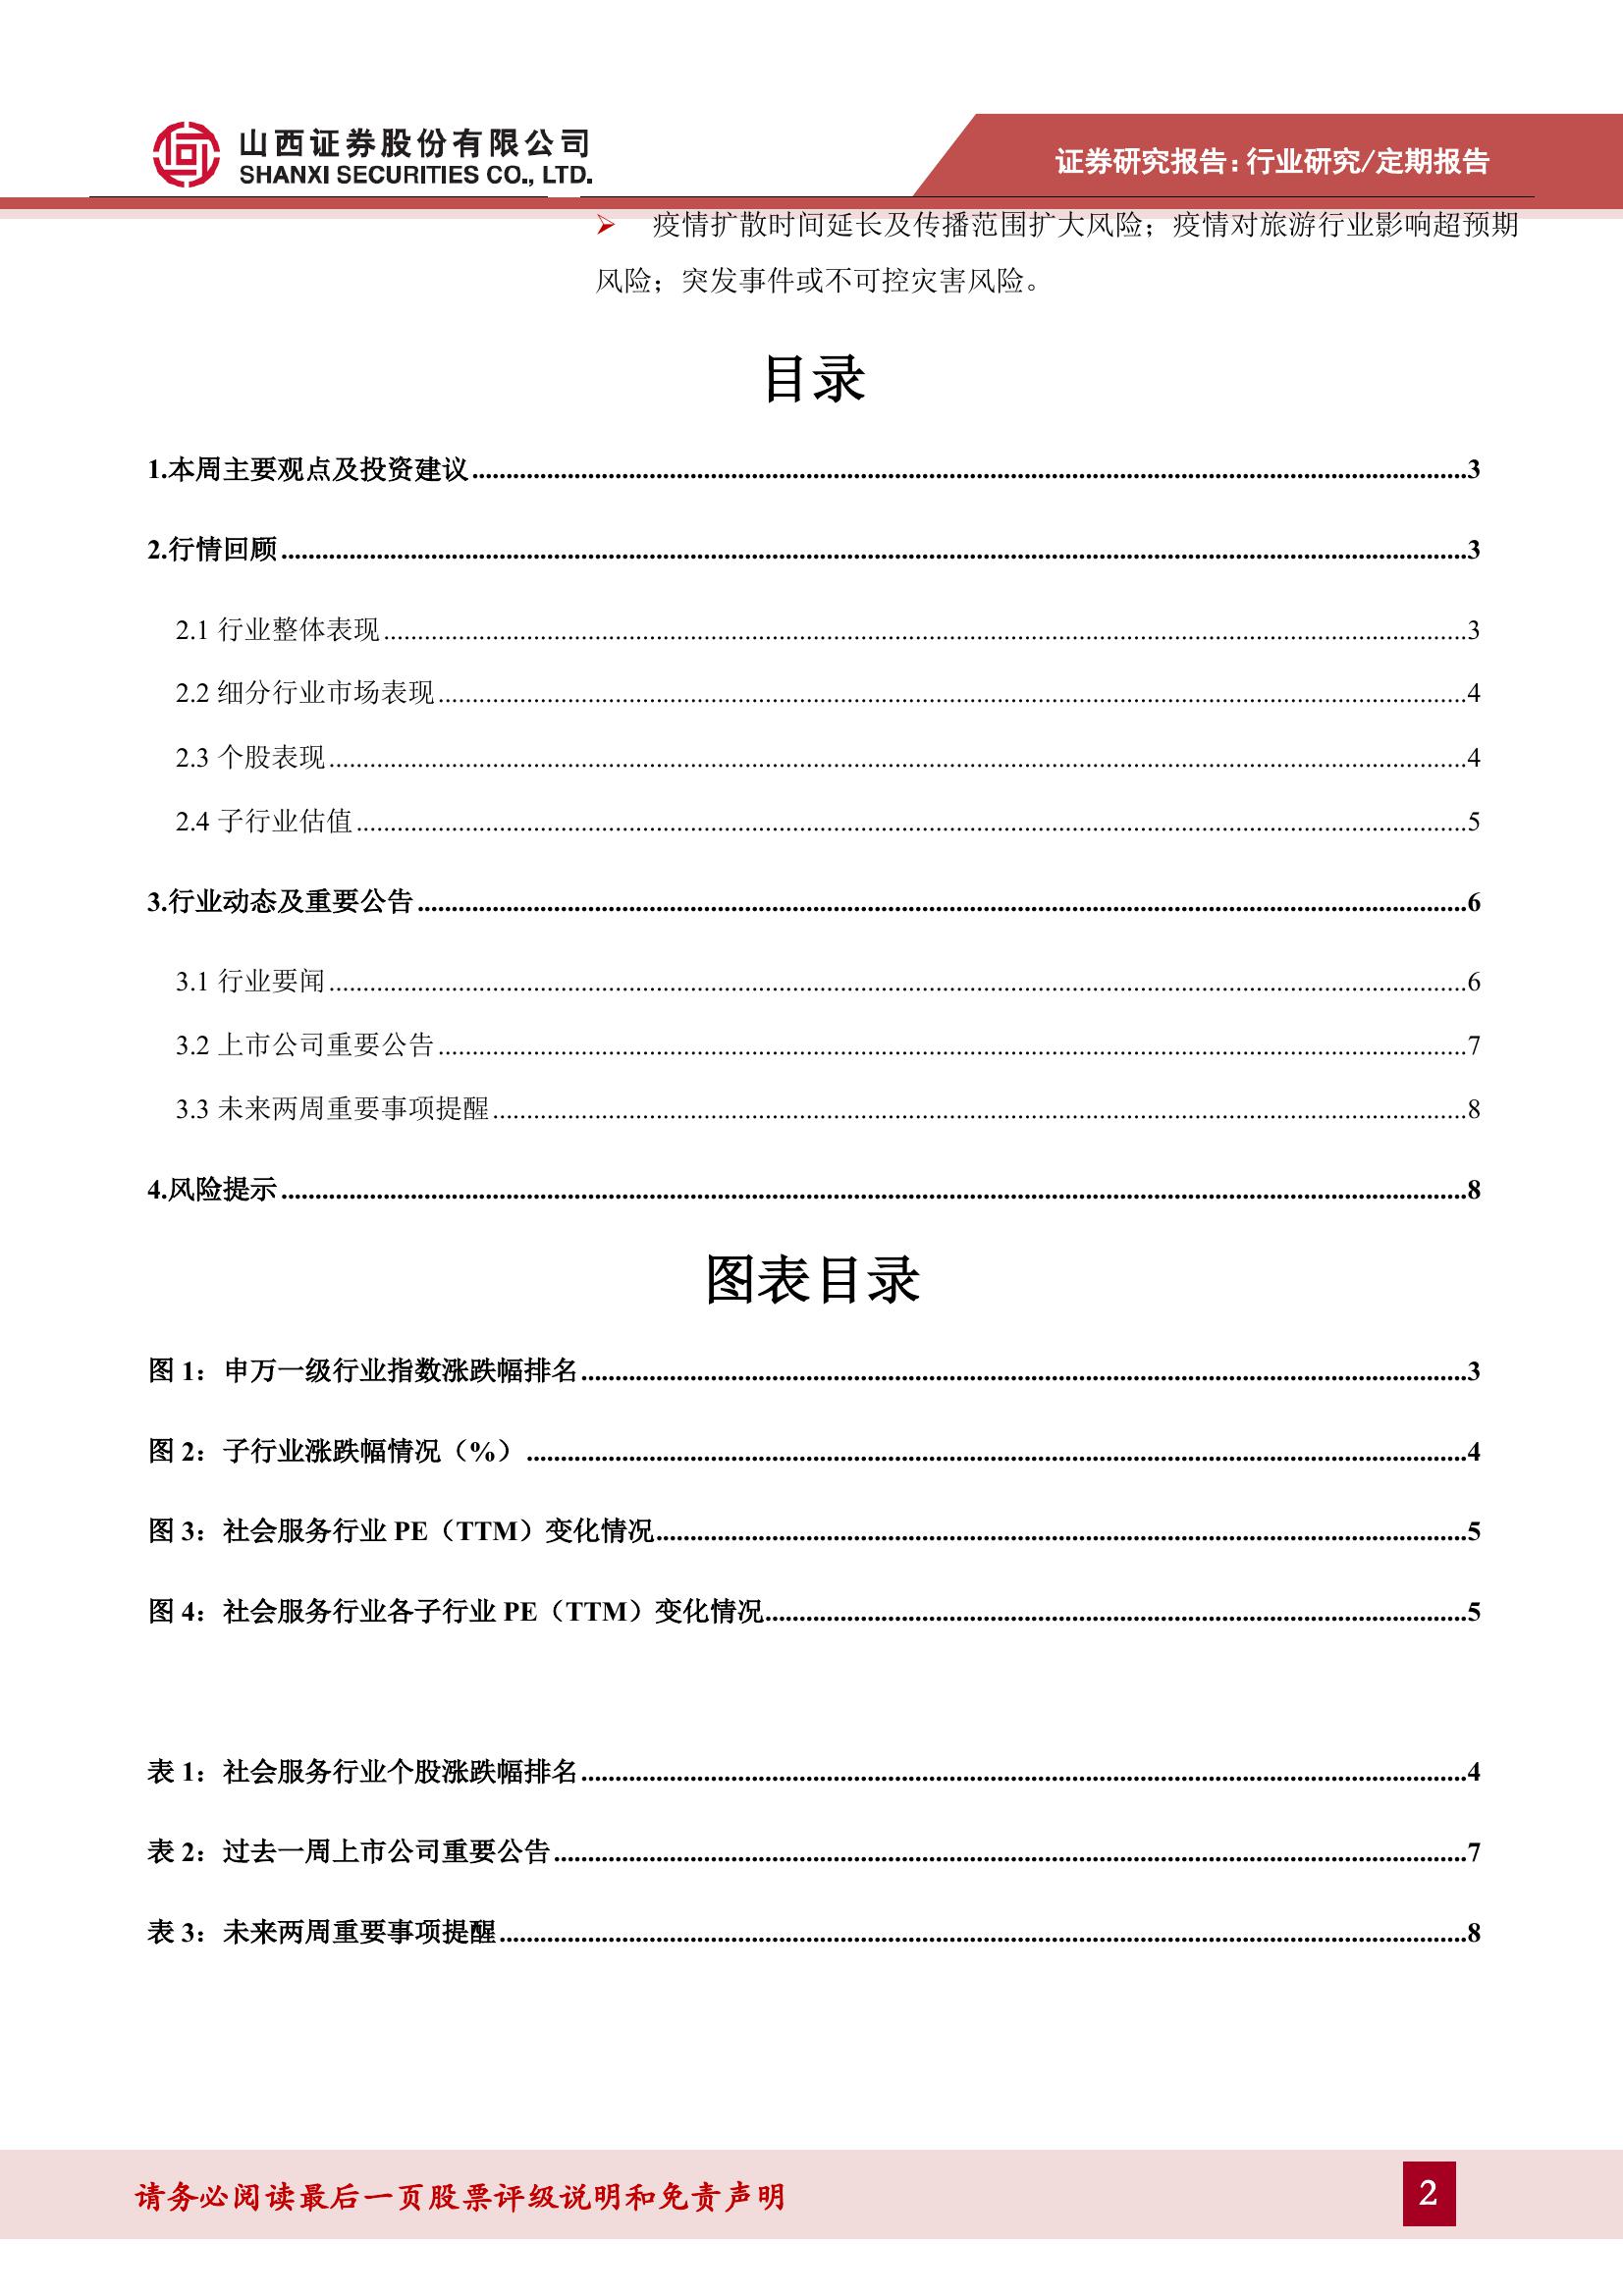 山西证券股份有限公司
SHANXI SECURITIES CO., LTD.
证券研究报告：行业研究/定期报告
➢ 疫情扩散时间延长及传播范围扩大风险；疫情对旅游行业影响超预期
风险；突发事件或不可控灾害风险。
目录
1.本周主要观点及投资建议........................3
2.行情回顾........................3
2.1 行业整体表现........................3
2.2 细分行业市场表现........................4
2.3 个股表现........................4
2.4 子行业估值........................5
3.行业动态及重要公告........................6
3.1 行业要闻........................6
3.2 上市公司重要公告........................7
3.3 未来两周重要事项提醒........................8
4.风险提示........................8
图表目录
图 1：申万一级行业指数涨跌幅排名........................3
图 2：子行业涨跌幅情况（%）........................4
图 3：社会服务行业 PE（TTM）变化情况........................5
图 4：社会服务行业各子行业 PE（TTM）变化情况........................5
表 1：社会服务行业个股涨跌幅排名........................4
表 2：过去一周上市公司重要公告........................7
表 3：未来两周重要事项提醒........................8
请务必阅读最后一页股票评级说明和免责声明
2